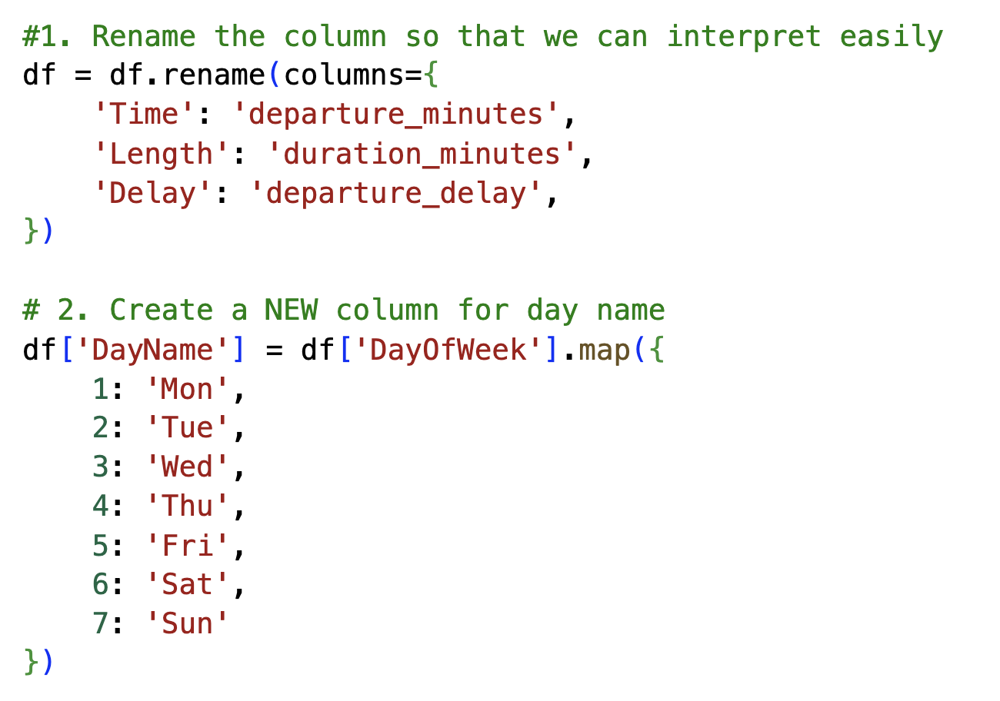 #1. Rename the column so that we can interpret easily
df = df.rename(columns={
    'Time': 'departure_minutes',
    'Length': 'duration_minutes',
    'Delay': 'departure_delay',
})

# 2. Create a NEW column for day name
df['DayName'] = df['DayOfWeek'].map({
    1: 'Mon',
    2: 'Tue',
    3: 'Wed',
    4: 'Thu',
    5: 'Fri',
    6: 'Sat',
    7: 'Sun'
})